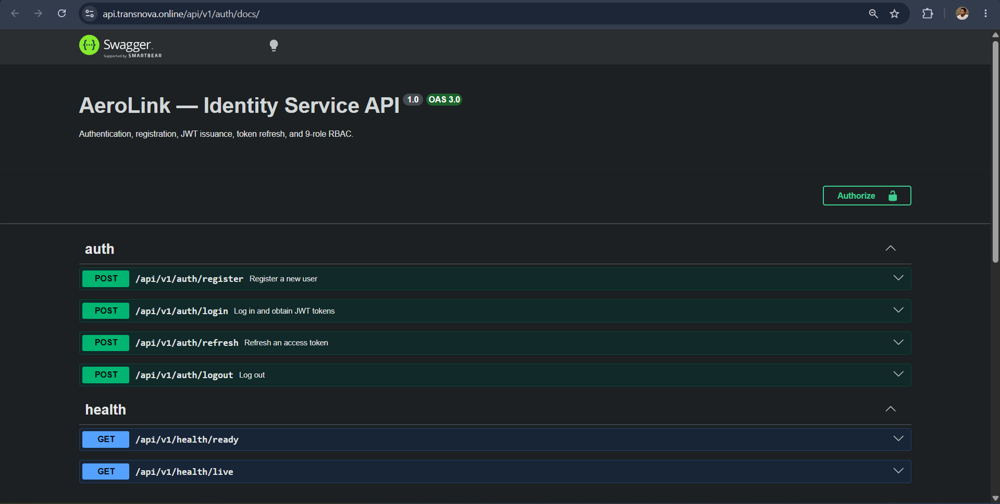 api.transnova.online/api/v1/auth/docs/
Swagger
Supported by SMARTBEAR
AeroLink — Identity Service API 1.0 OAS 3.0
Authentication, registration, JWT issuance, token refresh, and 9-role RBAC.
Authorize
auth
POST /api/v1/auth/register Register a new user
POST /api/v1/auth/login Log in and obtain JWT tokens
POST /api/v1/auth/refresh Refresh an access token
POST /api/v1/auth/logout Log out
health
GET /api/v1/health/ready
GET /api/v1/health/live